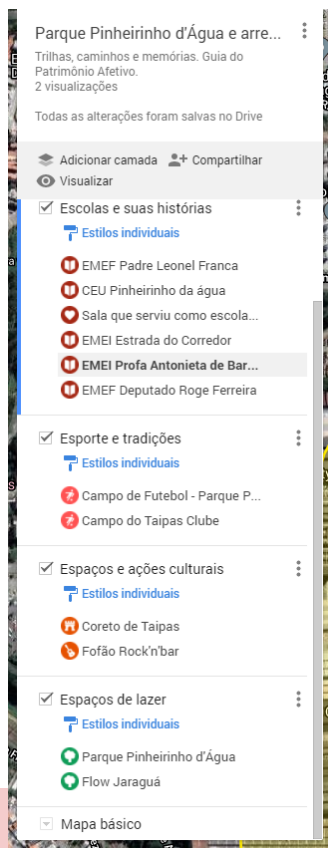 Parque Pinheirinho d'Água e arre...
Trilhas, caminhos e memórias. Guia do
Patrimônio Afetivo.
2 visualizações
Todas as alterações foram salvas no Drive
Adicionar camada Compartilhar
Visualizar
Escolas e suas histórias
Estilos individuais
EMEF Padre Leonel Franca
CEU Pinheirinho da água
Sala que serviu como escola...
EMEI Estrada do Corredor
EMEI Profa Antonieta de Bar...
EMEF Deputado Roge Ferreira
Esporte e tradições
Estilos individuais
Campo de Futebol - Parque P...
Campo do Taipas Clube
Espaços e ações culturais
Estilos individuais
Coreto de Taipas
Fofão Rock'n'bar
Espaços de lazer
Estilos individuais
Parque Pinheirinho d'Água
Flow Jaraguá
Mapa básico